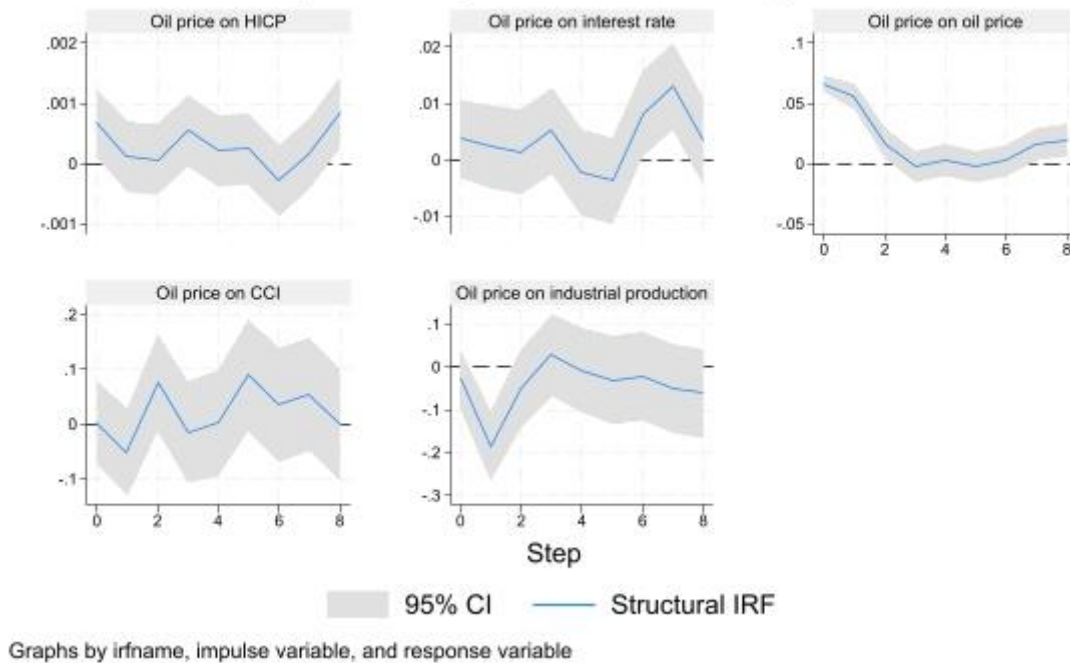 Oil price on HICP
Oil price on interest rate
Oil price on oil price
.002
.001
0
-.001
.02
.01
0
-.01
.1
.05
0
-.05
0 2 4 6 8
Oil price on CCI
Oil price on industrial production
.2
.1
0
-.1
0 2 4 6 8
.1
0
-.1
-.2
-.3
0 2 4 6 8
Step
95% CI
Structural IRF
Graphs by irfname, impulse variable, and response variable